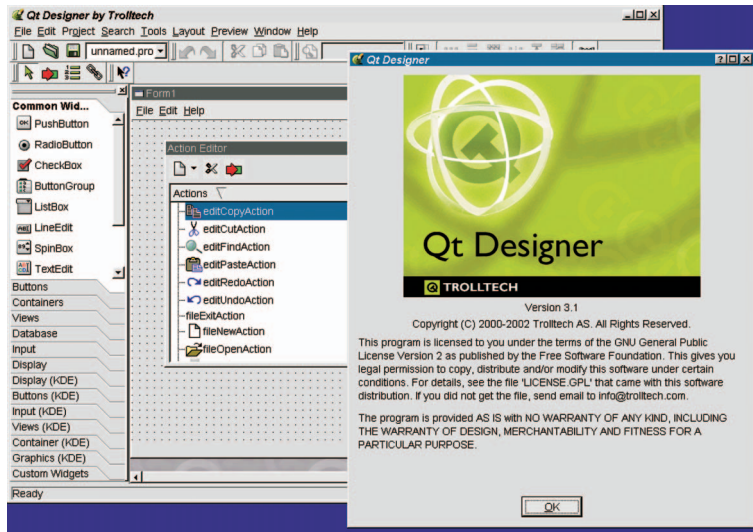 Qt Designer by Trolltech
File Edit Project Search Tools Layout Preview Window Help
unnamed.pro
Common Wid...
PushButton
RadioButton
CheckBox
ButtonGroup
ListBox
LineEdit
SpinBox
TextEdit
Buttons
Containers
Views
Database
Input
Display
Display (KDE)
Buttons (KDE)
Input (KDE)
Views (KDE)
Container (KDE)
Graphics (KDE)
Custom Widgets
Ready
Form1
File Edit Help
Action Editor
Actions
editCopyAction
editCutAction
editFindAction
editPasteAction
editRedoAction
editUndoAction
fileExitAction
fileNewAction
fileOpenAction
Qt Designer
Qt Designer
TROLLTECH
Version 3.1
Copyright (C) 2000-2002 Trolltech AS. All Rights Reserved.
This program is licensed to you under the terms of the GNU General Public
License Version 2 as published by the Free Software Foundation. This gives you
legal permission to copy, distribute and/or modify this software under certain
conditions. For details, see the file 'LICENSE.GPL' that came with this software
distribution. If you did not get the file, send email to info@trolltech.com.
The program is provided AS IS with NO WARRANTY OF ANY KIND, INCLUDING
THE WARRANTY OF DESIGN, MERCHANTABILITY AND FITNESS FOR A
PARTICULAR PURPOSE.
OK